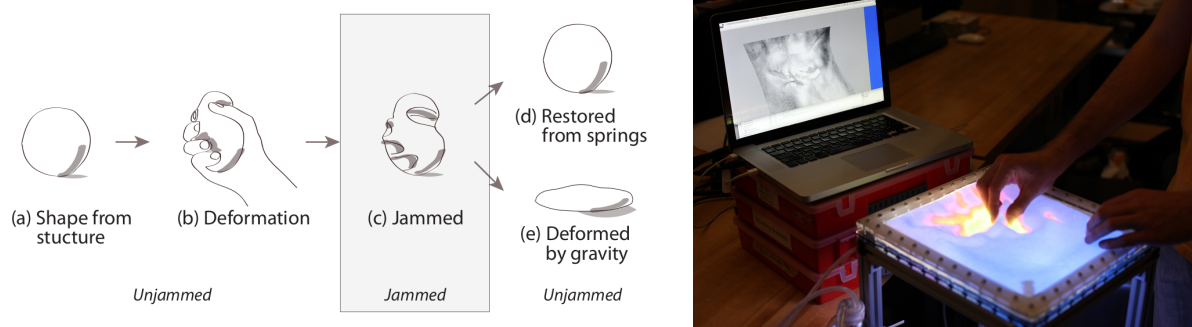 (a) Shape from
stucture
(b) Deformation
(c) Jammed
(d) Restored
from springs
(e) Deformed
by gravity
Unjammed
Jammed
Unjammed